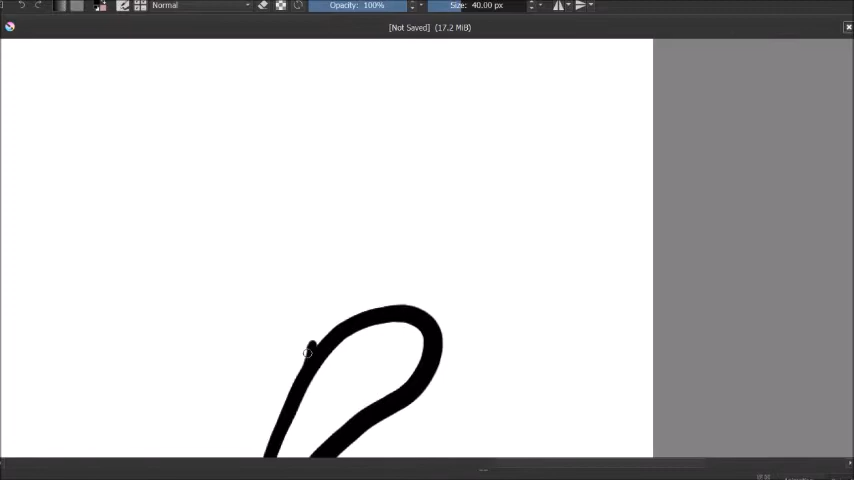 Normal Opacity: 100% Size: 40.00 px
[Not Saved] (17.2 MiB)